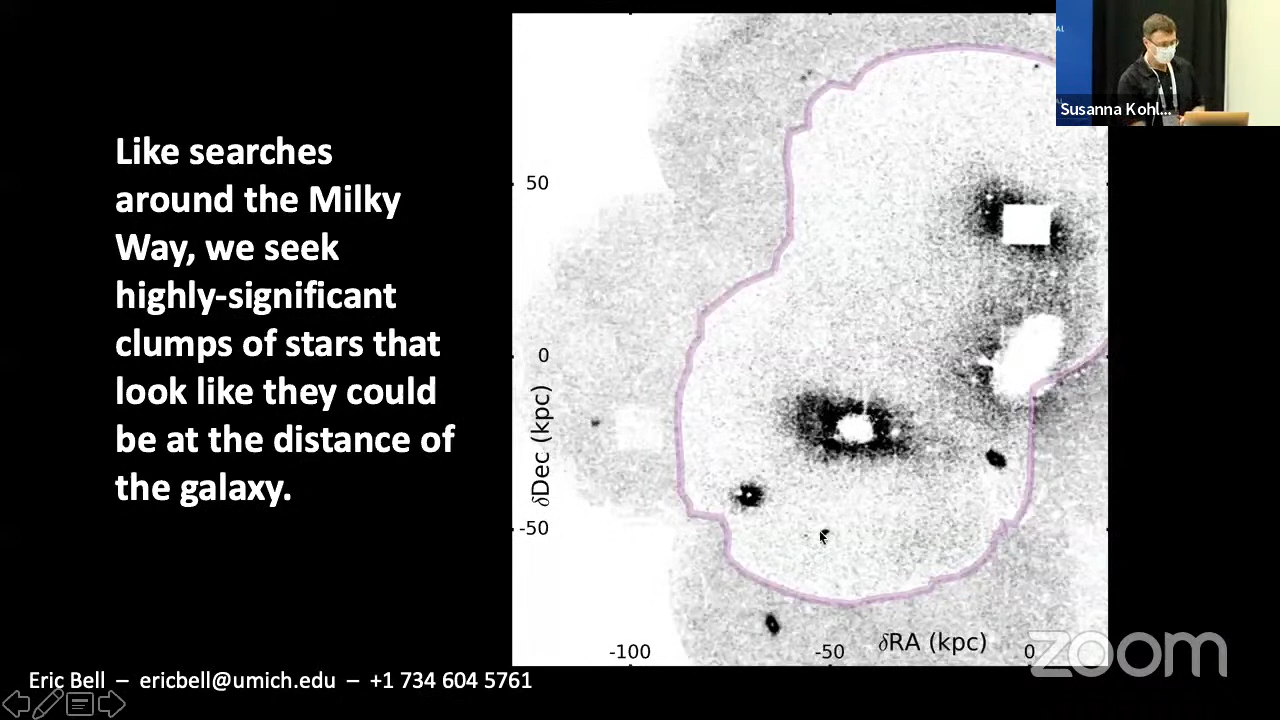 Like searches
around the Milky
Way, we seek
highly-significant
clumps of stars that
look like they could
be at the distance of
the galaxy.
50
0
-50
δDec (kpc)
-100
-50
δRA (kpc)
0
Susanna Kohl...
AL
AL
Eric Bell – ericbell@umich.edu – +1 734 604 5761
zoom